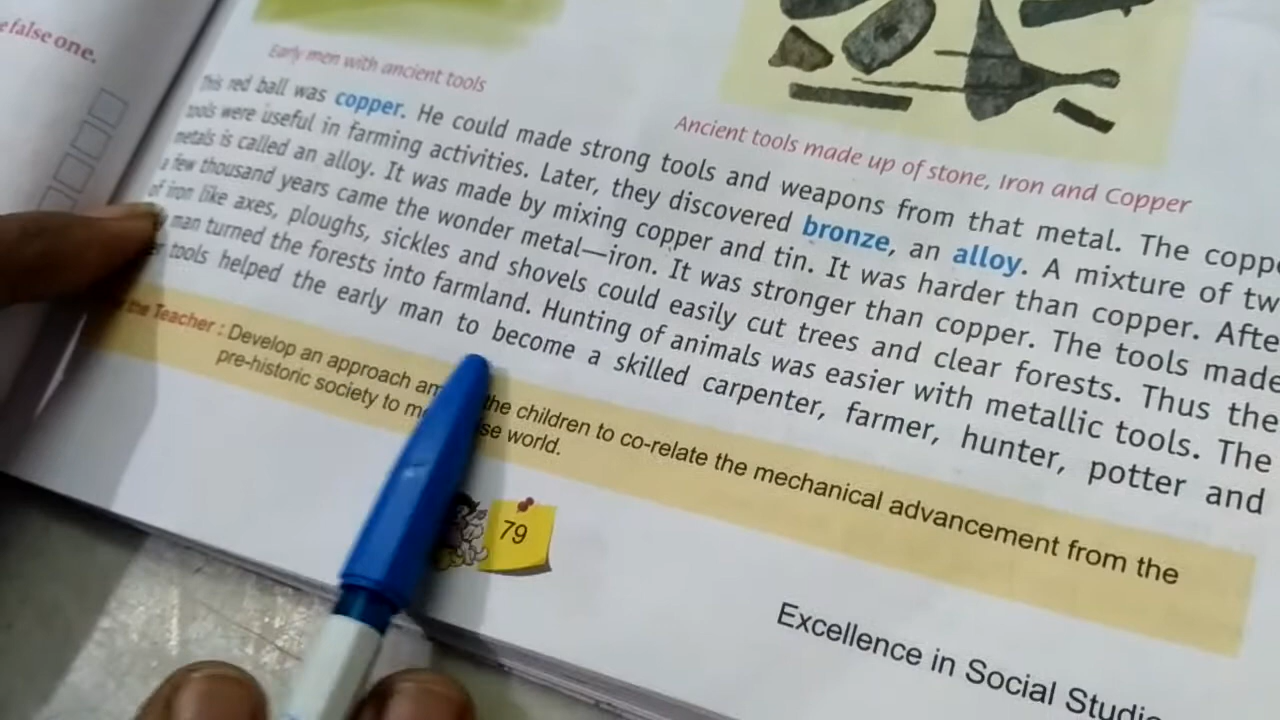 e false one.
Early men with ancient tools
Ancient tools made up of stone, Iron and Copper
This red ball was copper. He could made strong tools and weapons from that metal. The coppe
tools were useful in farming activities. Later, they discovered bronze, an alloy. A mixture of tw
metals is called an alloy. It was made by mixing copper and tin. It was harder than copper. Afte
a few thousand years came the wonder metal—iron. It was stronger than copper. The tools made
of iron like axes, ploughs, sickles and shovels could easily cut trees and clear forests. Thus the
man turned the forests into farmland. Hunting of animals was easier with metallic tools. The
tools helped the early man to become a skilled carpenter, farmer, hunter, potter and
the Teacher : Develop an approach am the children to co-relate the mechanical advancement from the
pre-historic society to m se world.
79
Excellence in Social Studie